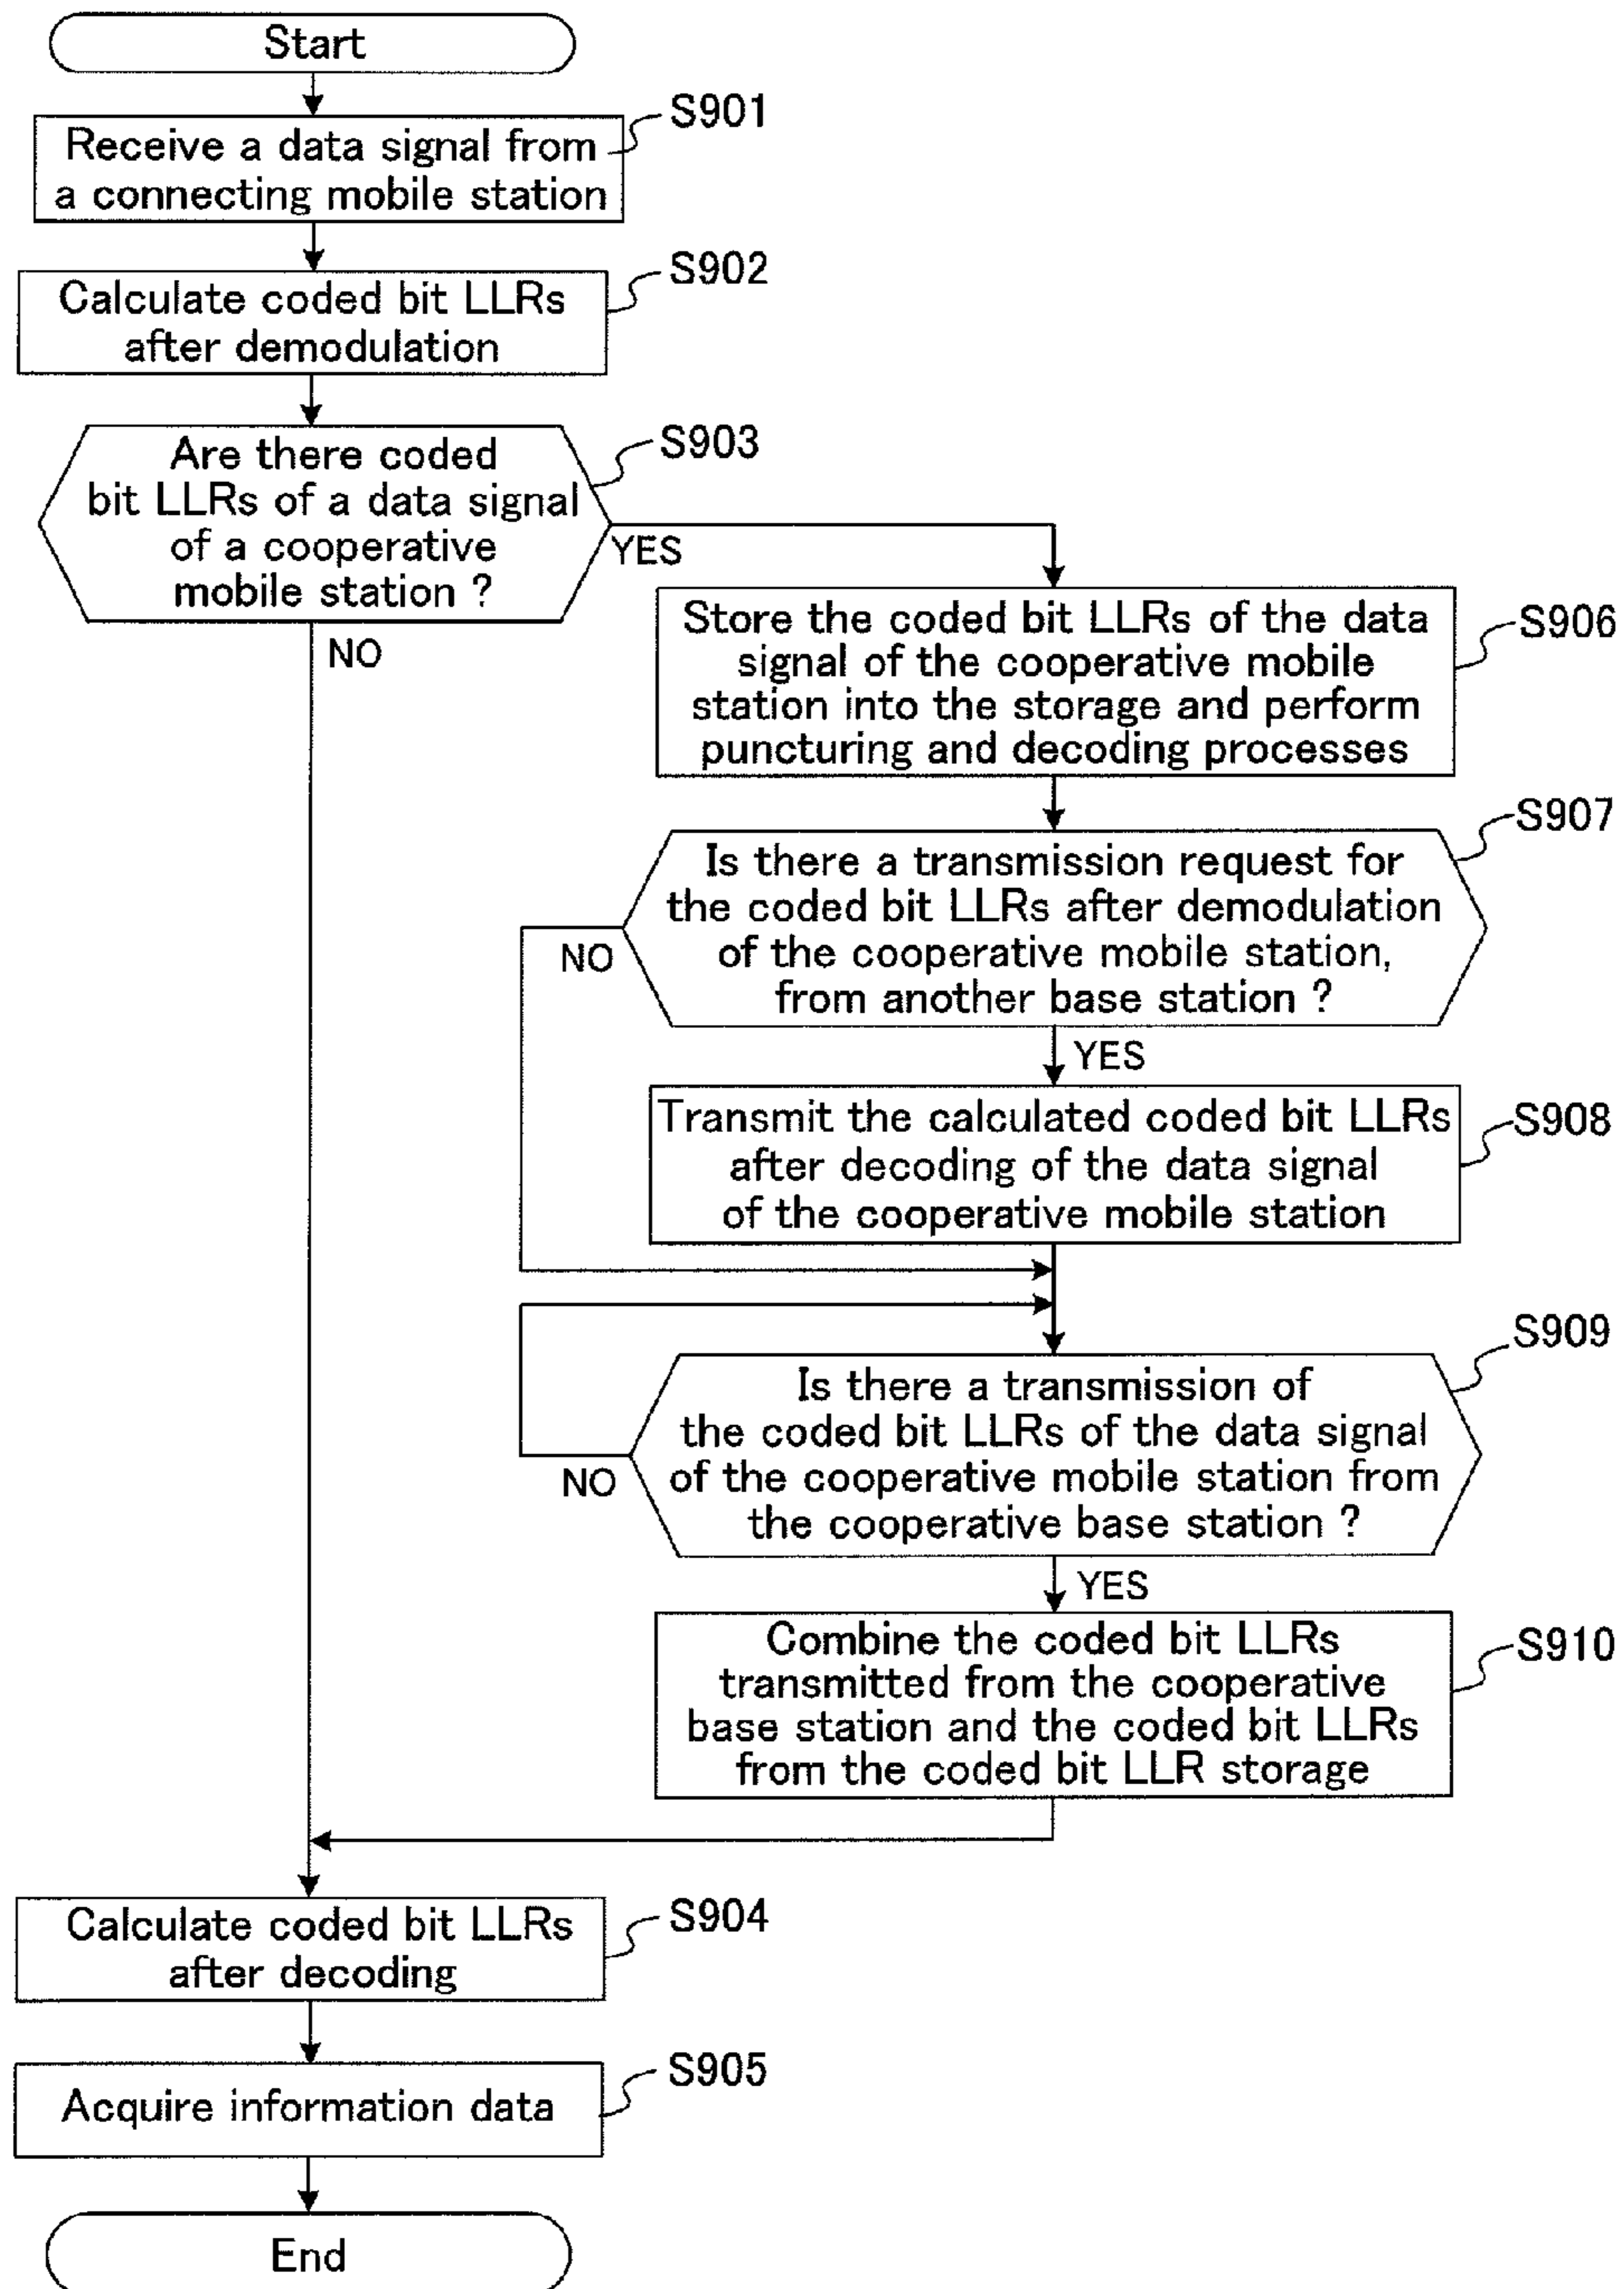 Start
S901
Receive a data signal from
a connecting mobile station
S902
Calculate coded bit LLRs
after demodulation
S903
Are there coded
bit LLRs of a data signal
of a cooperative
mobile station ?
YES
NO
S906
Store the coded bit LLRs of the data
signal of the cooperative mobile
station into the storage and perform
puncturing and decoding processes
S907
Is there a transmission request for
the coded bit LLRs after demodulation
of the cooperative mobile station,
from another base station ?
NO
YES
S908
Transmit the calculated coded bit LLRs
after decoding of the data signal
of the cooperative mobile station
S909
Is there a transmission of
the coded bit LLRs of the data signal
of the cooperative mobile station from
the cooperative base station ?
NO
YES
S910
Combine the coded bit LLRs
transmitted from the cooperative
base station and the coded bit LLRs
from the coded bit LLR storage
S904
Calculate coded bit LLRs
after decoding
S905
Acquire information data
End